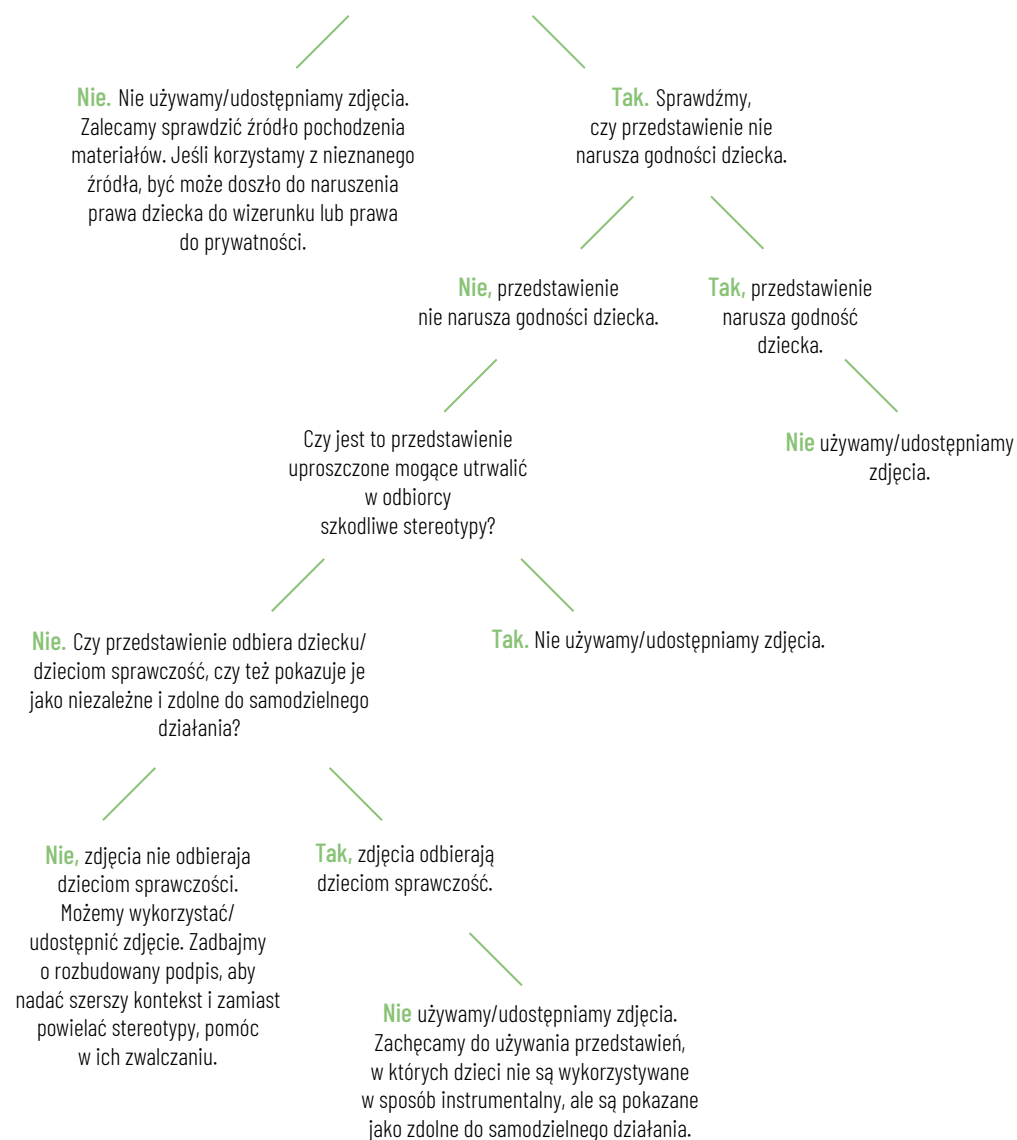 Nie. Nie używamy/udostępniamy zdjęcia.
Zalecamy sprawdzić źródło pochodzenia
materiałów. Jeśli korzystamy z nieznanego
źródła, być może doszło do naruszenia
prawa dziecka do wizerunku lub prawa
do prywatności.
Tak. Sprawdźmy,
czy przedstawienie nie
narusza godności dziecka.
Nie, przedstawienie
nie narusza godności dziecka.
Tak, przedstawienie
narusza godność
dziecka.
Czy jest to przedstawienie
uproszczone mogące utrwalić
w odbiorcy
szkodliwe stereotypy?
Nie używamy/udostępniamy
zdjęcia.
Nie. Czy przedstawienie odbiera dziecku/
dzieciom sprawczość, czy też pokazuje je
jako niezależne i zdolne do samodzielnego
działania?
Tak. Nie używamy/udostępniamy zdjęcia.
Nie, zdjęcia nie odbieraja
dzieciom sprawczości.
Możemy wykorzystać/
udostępnić zdjęcie. Zadbajmy
o rozbudowany podpis, aby
nadać szerszy kontekst i zamiast
powielać stereotypy, pomóc
w ich zwalczaniu.
Tak, zdjęcia odbierają
dzieciom sprawczość.
Nie używamy/udostępniamy zdjęcia.
Zachęcamy do używania przedstawień,
w których dzieci nie są wykorzystywane
w sposób instrumentalny, ale są pokazane
jako zdolne do samodzielnego działania.